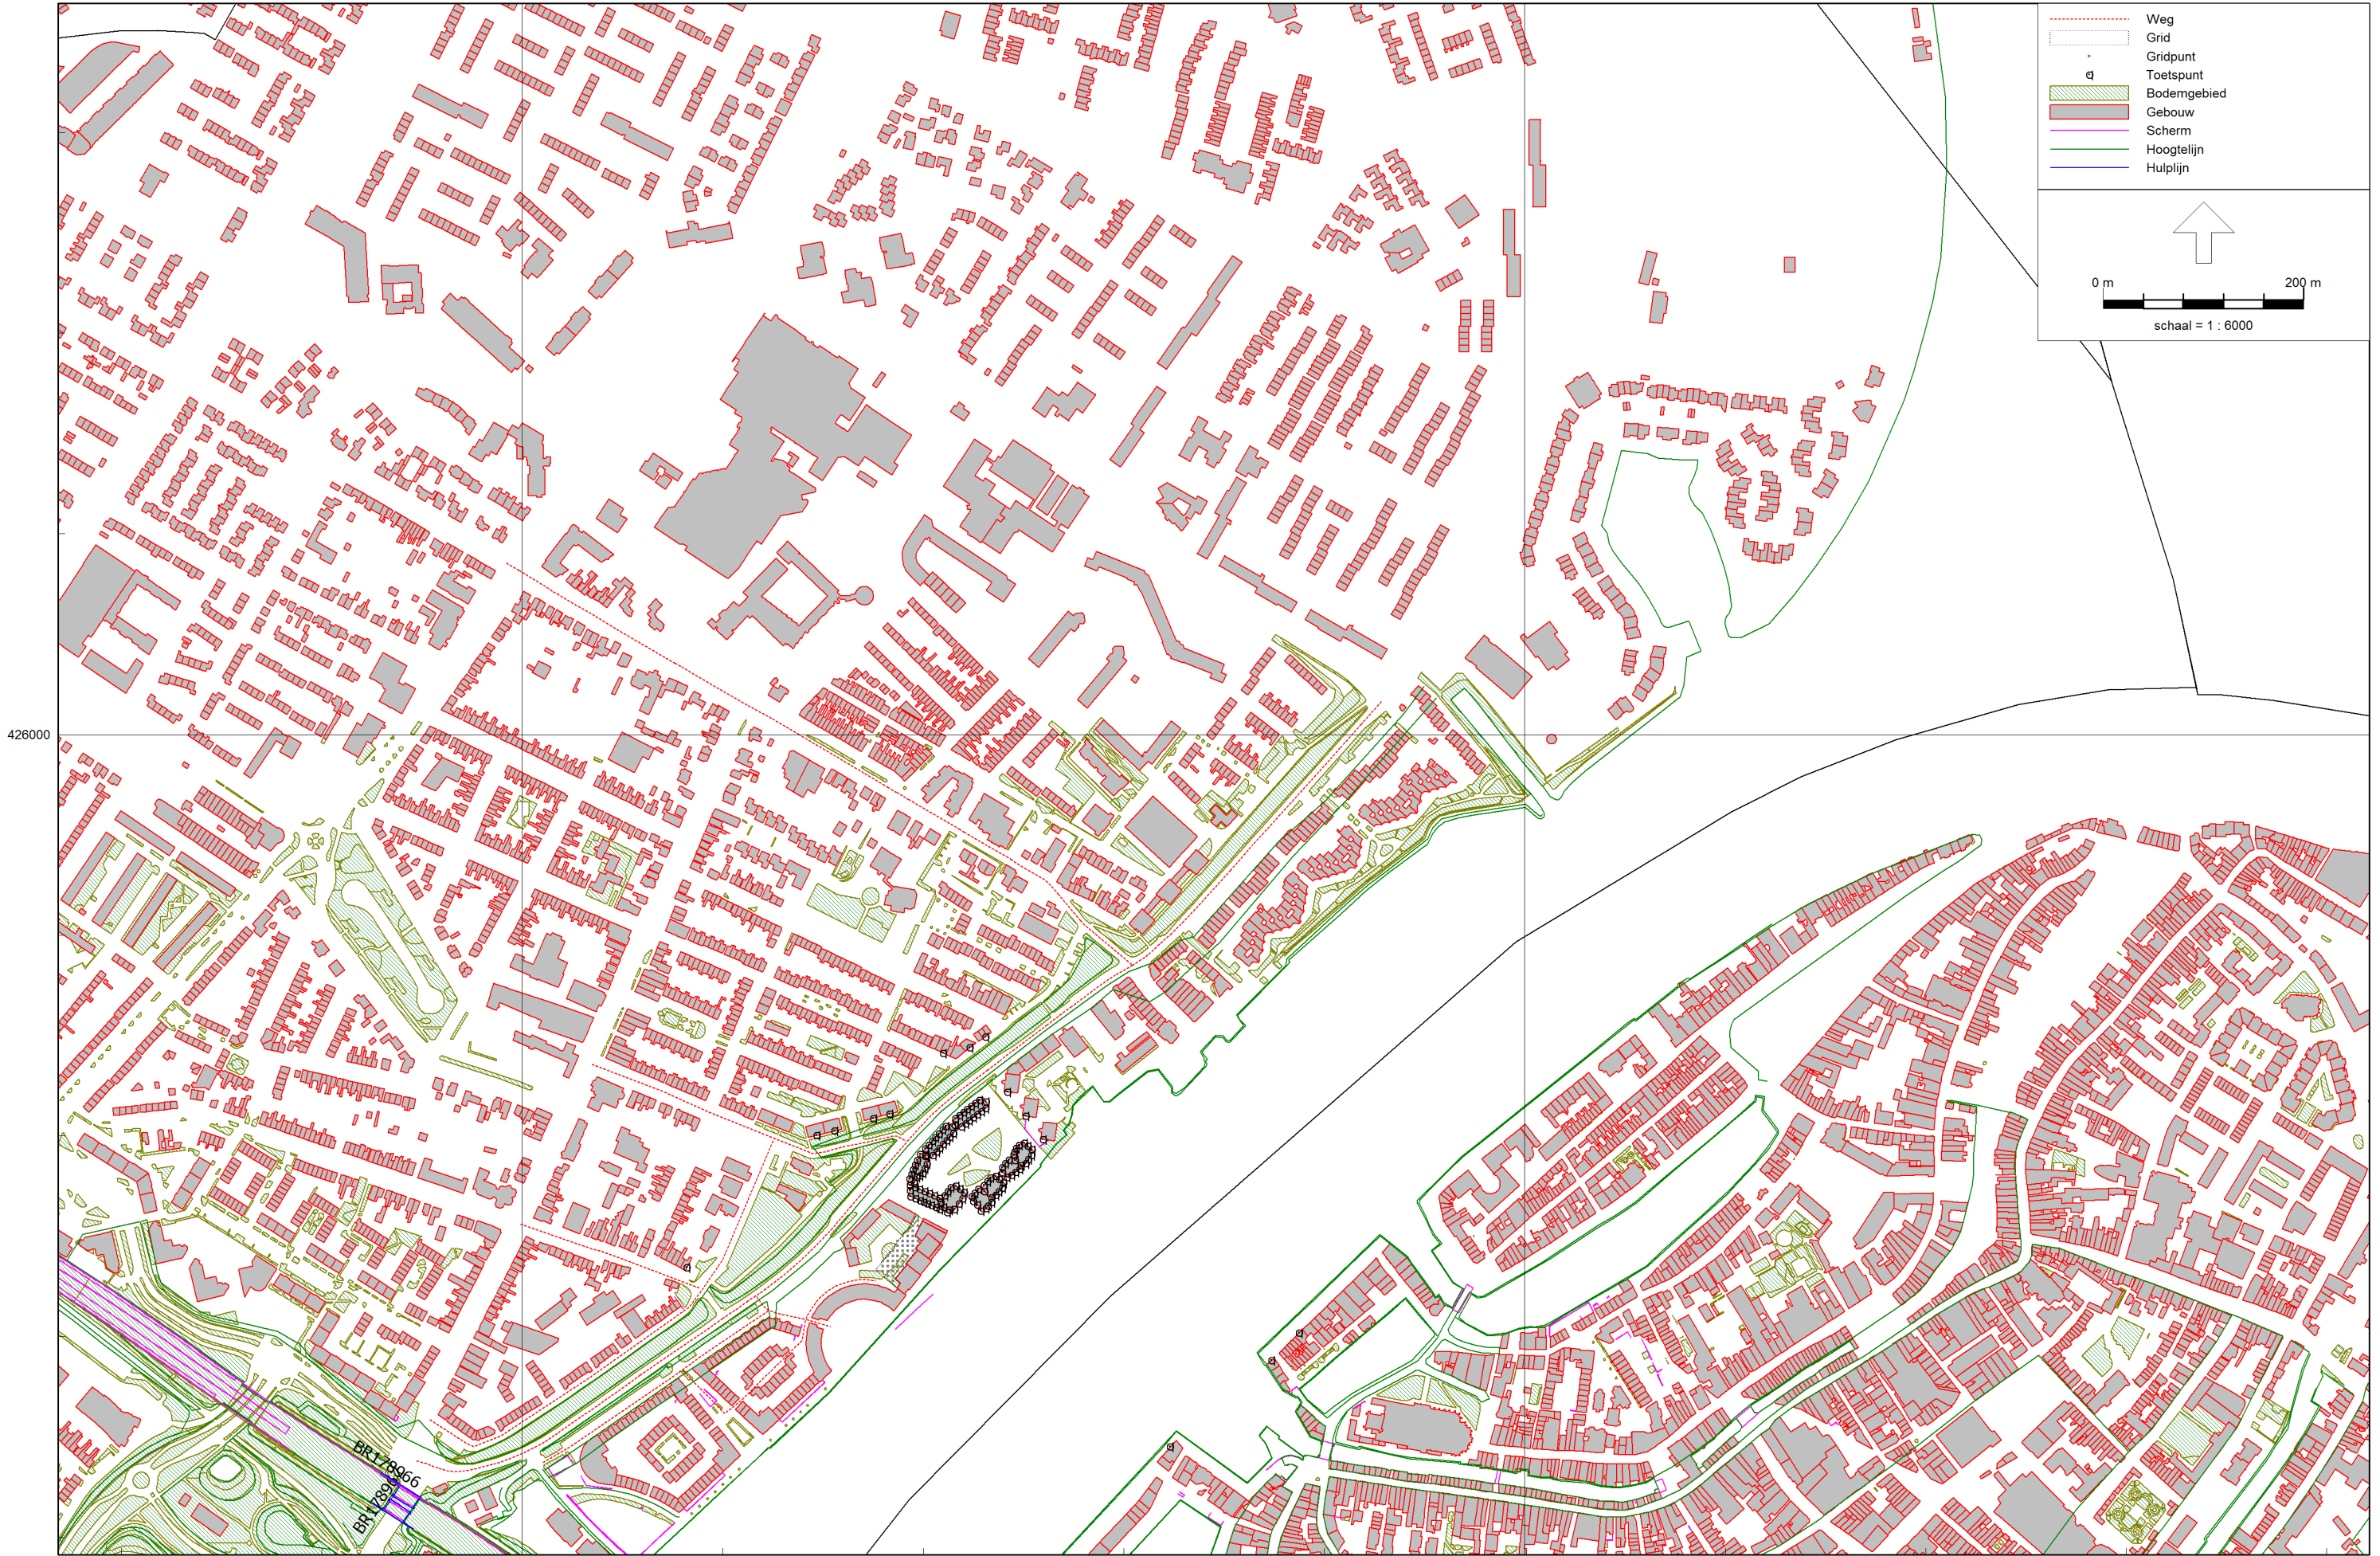 Weg
Grid
Gridpunt
Toetspunt
Bodemgebied
Gebouw
Scherm
Hoogtelijn
Hulplijn
0 m 200 m
schaal = 1 : 6000
426000
BR178966